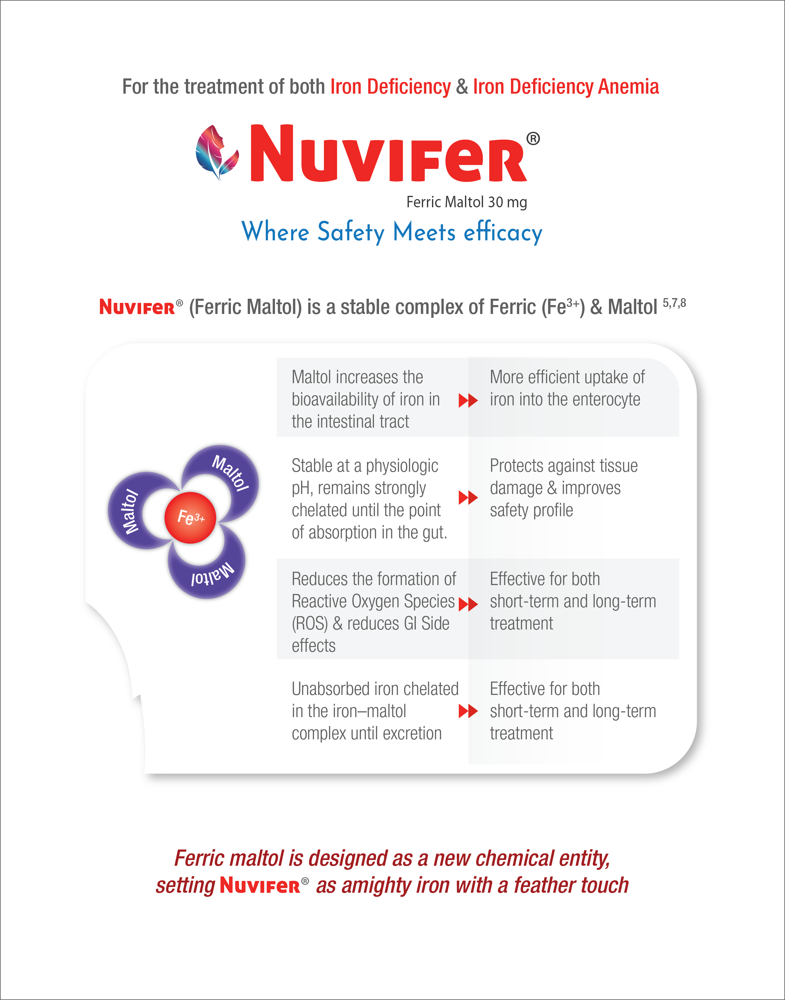 For the treatment of both Iron Deficiency & Iron Deficiency Anemia
Nuvifer®
Ferric Maltol 30 mg
Where Safety Meets efficacy
Nuvifer® (Ferric Maltol) is a stable complex of Ferric (Fe3+) & Maltol 5,7,8
Maltol
Maltol
Fe3+
Maltol
Maltol increases the
bioavailability of iron in
the intestinal tract
More efficient uptake of
iron into the enterocyte
Stable at a physiologic
pH, remains strongly
chelated until the point
of absorption in the gut.
Protects against tissue
damage & improves
safety profile
Reduces the formation of
Reactive Oxygen Species
(ROS) & reduces GI Side
effects
Effective for both
short-term and long-term
treatment
Unabsorbed iron chelated
in the iron–maltol
complex until excretion
Effective for both
short-term and long-term
treatment
Ferric maltol is designed as a new chemical entity,
setting Nuvifer® as amighty iron with a feather touch